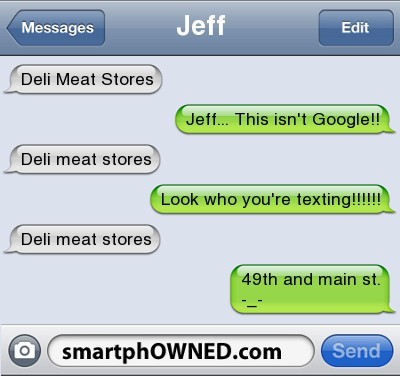 Messages
Jeff
Edit
Deli Meat Stores
Jeff... This isn't Google!!
Deli meat stores
Look who you're texting!!!!!!
Deli meat stores
49th and main st.
-_-
smartphOWNED.com
Send